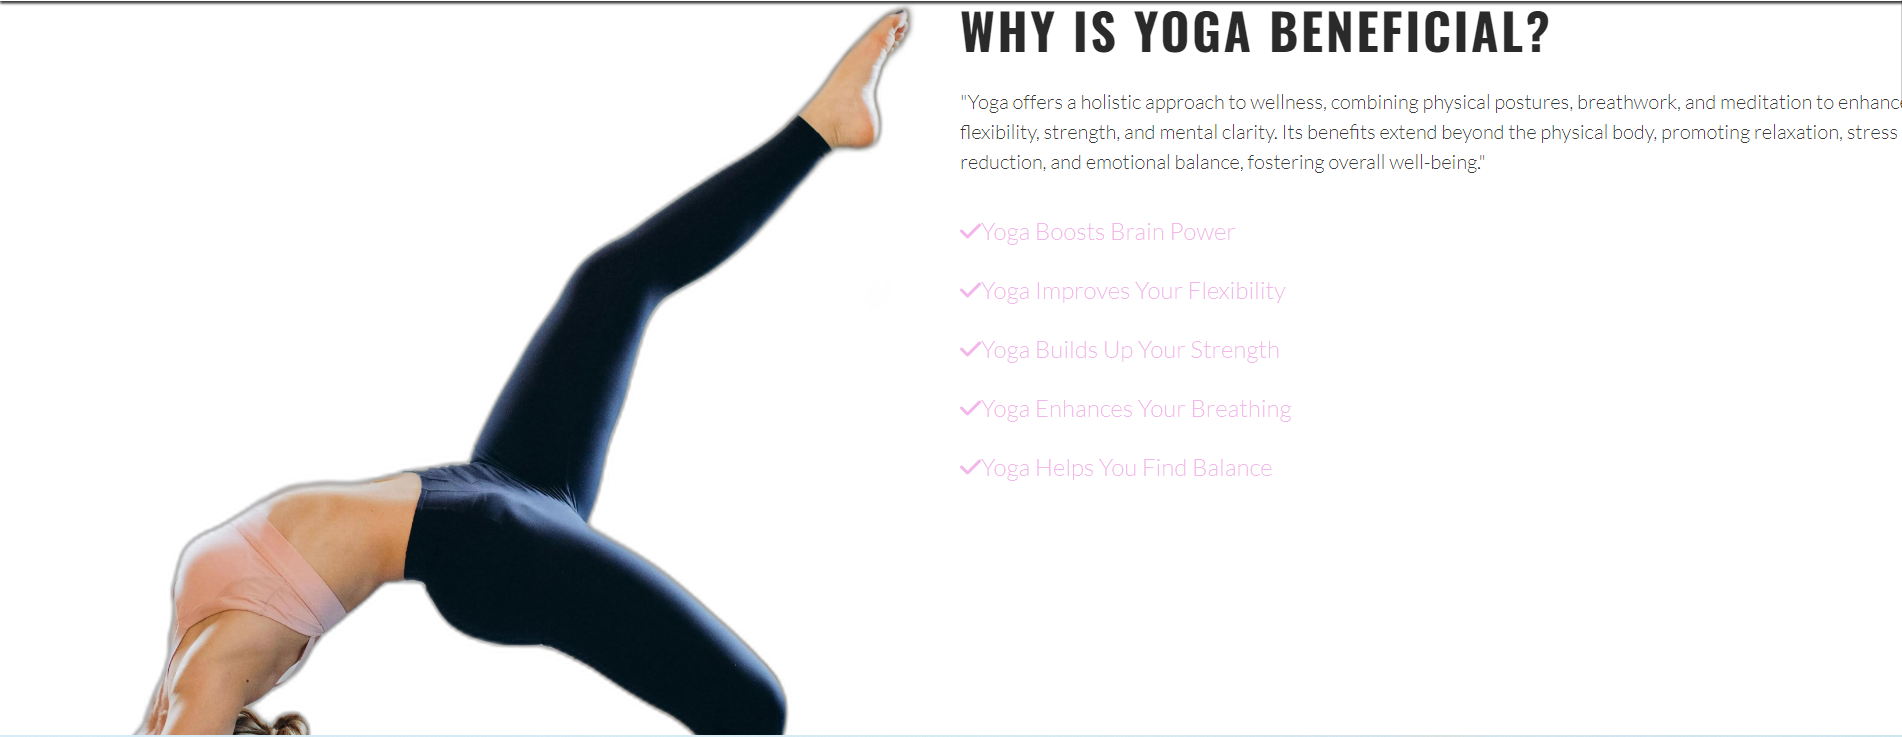 WHY IS YOGA BENEFICIAL?
"Yoga offers a holistic approach to wellness, combining physical postures, breathwork, and meditation to enhance
flexibility, strength, and mental clarity. Its benefits extend beyond the physical body, promoting relaxation, stress
reduction, and emotional balance, fostering overall well-being."
Yoga Boosts Brain Power
Yoga Improves Your Flexibility
Yoga Builds Up Your Strength
Yoga Enhances Your Breathing
Yoga Helps You Find Balance